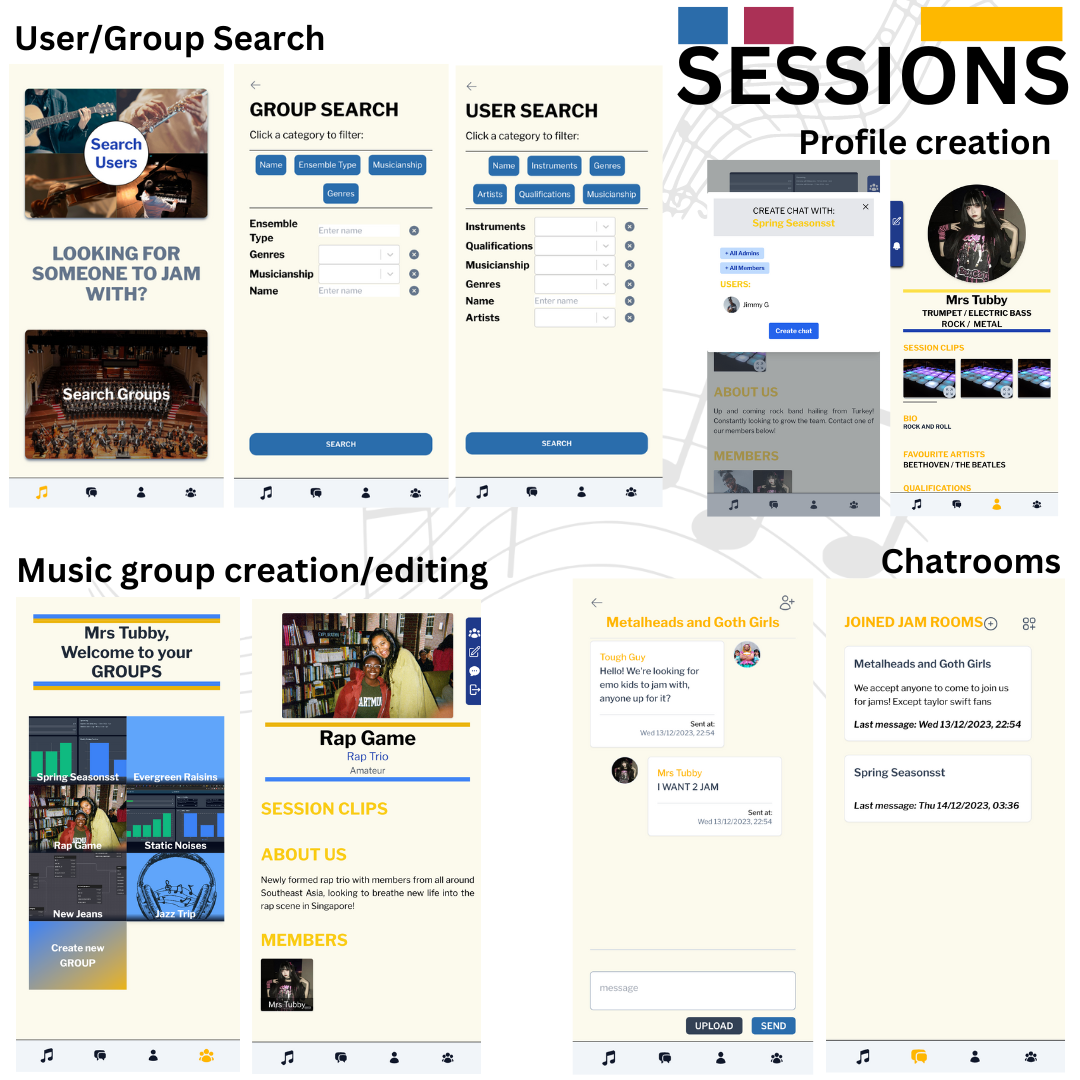 User/Group Search
SESSIONS
Search
Users
LOOKING FOR
SOMEONE TO JAM
WITH?
Search Groups
GROUP SEARCH
Click a category to filter:
Name
Ensemble Type
Musicianship
Genres
Ensemble
Type
Enter name
Genres
Musicianship
Name
Enter name
SEARCH
USER SEARCH
Click a category to filter:
Name
Instruments
Genres
Artists
Qualifications
Musicianship
Instruments
Qualifications
Musicianship
Genres
Name
Enter name
Artists
SEARCH
Profile creation
CREATE CHAT WITH:
Spring Seasonsst
+ All Admins
+ All Members
USERS:
Jimmy G
Create chat
ABOUT US
Up and coming rock band hailing from Turkey!
Constantly looking to grow the team. Contact one of
our members below!
MEMBERS
Mrs Tubby
TRUMPET / ELECTRIC BASS
ROCK / METAL
SESSION CLIPS
BIO
ROCK AND ROLL
FAVOURITE ARTISTS
BEETHOVEN / THE BEATLES
QUALIFICATIONS
Music group creation/editing
Mrs Tubby,
Welcome to your
GROUPS
Spring Seasonsst
Evergreen Raisins
Rap Game
Static Noises
New Jeans
Jazz Trip
Create new
GROUP
Rap Game
Rap Trio
Amateur
SESSION CLIPS
ABOUT US
Newly formed rap trio with members from all around
Southeast Asia, looking to breathe new life into the
rap scene in Singapore!
MEMBERS
Mrs Tubby
Chatrooms
Metalheads and Goth Girls
Tough Guy
Hello! We're looking for
emo kids to jam with,
anyone up for it?
Sent at:
Wed 13/12/2023, 22:54
Mrs Tubby
I WANT 2 JAM
Sent at:
Wed 13/12/2023, 22:54
message
UPLOAD
SEND
JOINED JAM ROOMS
Metalheads and Goth Girls
We accept anyone to come to join us
for jams! Except taylor swift fans
Last message: Wed 13/12/2023, 22:54
Spring Seasonsst
Last message: Thu 14/12/2023, 03:36